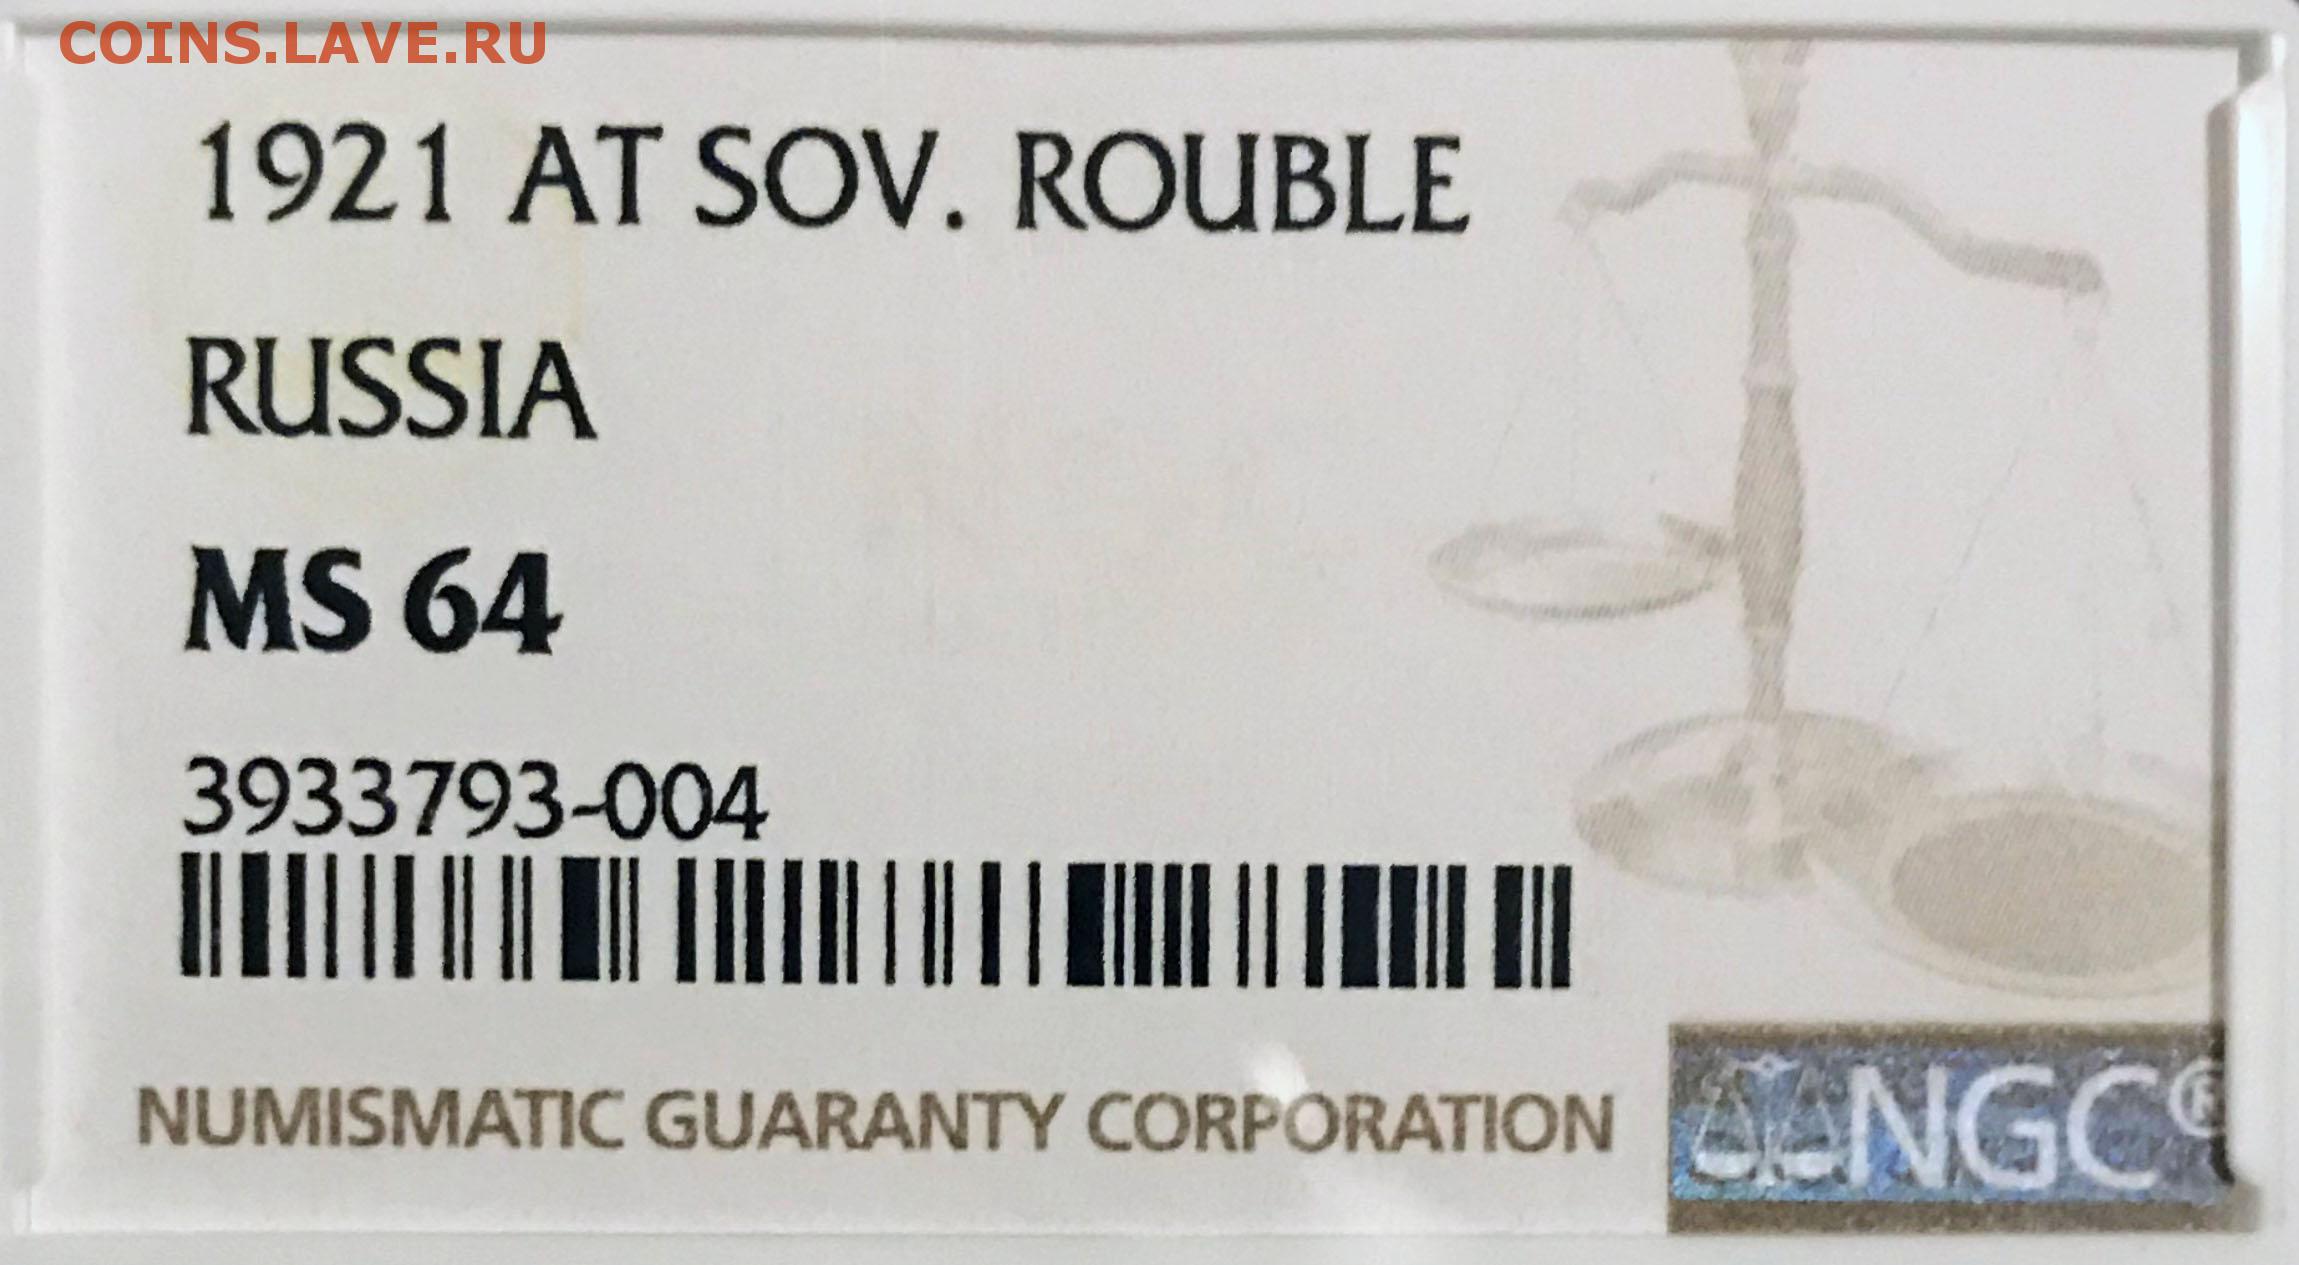 COINS.LAVE.RU
1921 AT SOV. ROUBLE
RUSSIA
MS 64
3933793-004
NUMISMATIC GUARANTY CORPORATION
NGC®